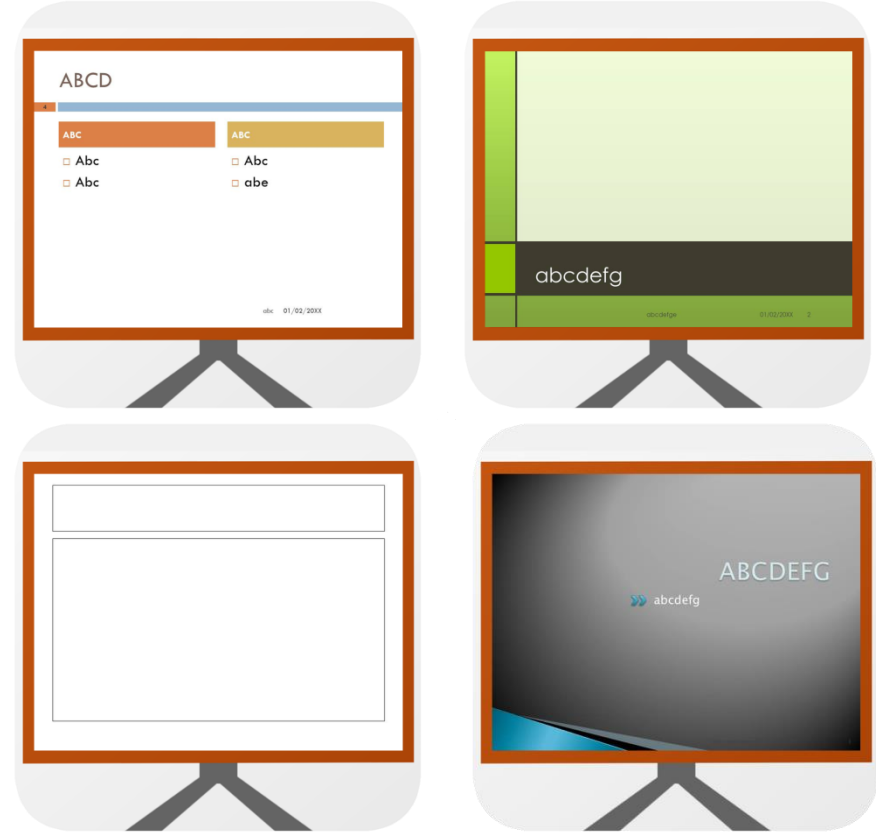 ABCD
4
ABC ABC
Abc Abc
Abc abe
abc 01/02/20XX
abcdefg
abcdefge 01/02/20XX 2
ABCDEFG
abcdefg